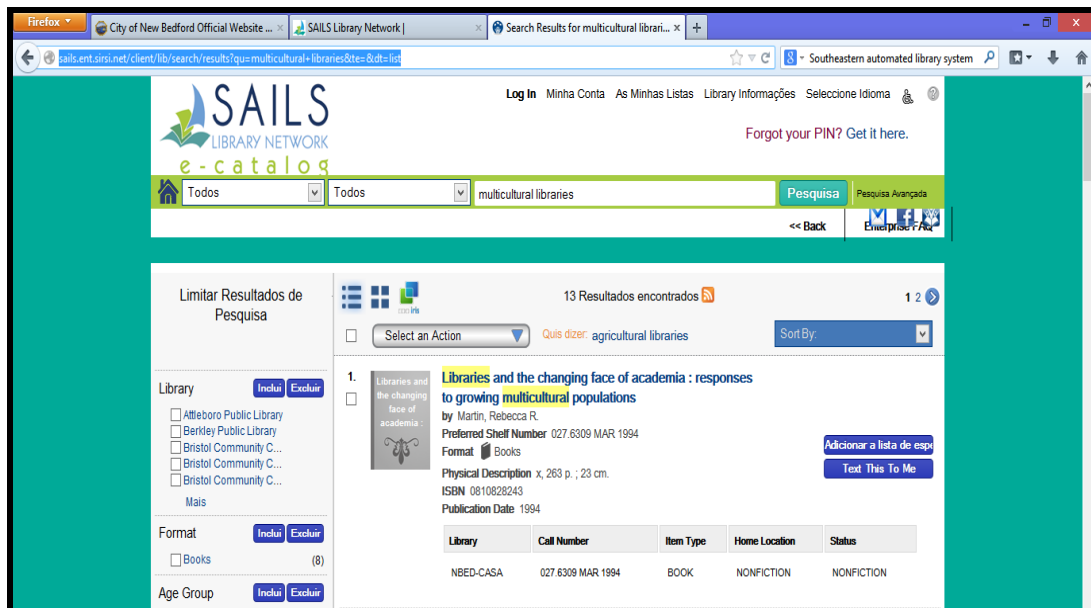 Firefox
City of New Bedford Official Website ... ×
SAILS Library Network | ×
Search Results for multicultural librari... ×
+
sails.ent.sirsi.net/client/lib/search/results?qu=multicultural+libraries&te=&dt=list
Southeastern automated library system
SAILS
LIBRARY NETWORK
e-catalog
Log In Minha Conta As Minhas Listas Library Informações Seleccione Idioma
Forgot your PIN? Get it here.
Todos
Todos
multicultural libraries
Pesquisa
Pesquisa Avançada
<< Back
Enterprise FAQ
Limitar Resultados de
Pesquisa
13 Resultados encontrados
1 2
Select an Action
Quis dizer: agricultural libraries
Sort By:
Library
Inclui Excluir
Attleboro Public Library
Berkley Public Library
Bristol Community C...
Bristol Community C...
Bristol Community C...
Mais
Format
Inclui Excluir
Books (8)
Age Group
Inclui Excluir
1.
Libraries and
the changing
face of
academia :
Libraries and the changing face of academia : responses
to growing multicultural populations
by Martin, Rebecca R.
Preferred Shelf Number 027.6309 MAR 1994
Format Books
Physical Description x, 263 p. ; 23 cm.
ISBN 0810828243
Publication Date 1994
Adicionar a lista de espe
Text This To Me
Library Call Number Item Type Home Location Status
NBED-CASA 027.6309 MAR 1994 BOOK NONFICTION NONFICTION